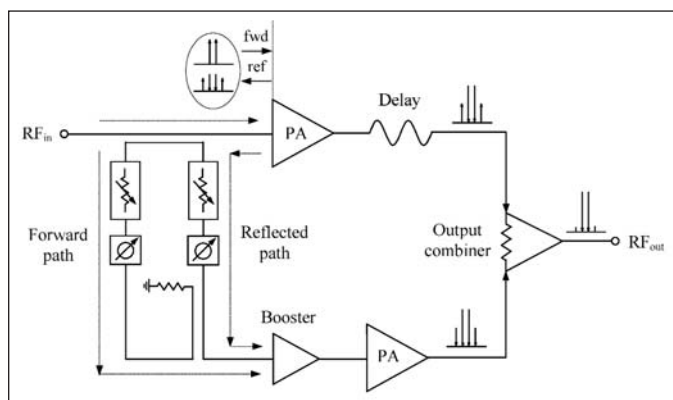 fwd
ref
Delay
RFin
PA
Forward
path
Reflected
path
Output
combiner
RFout
Booster
PA